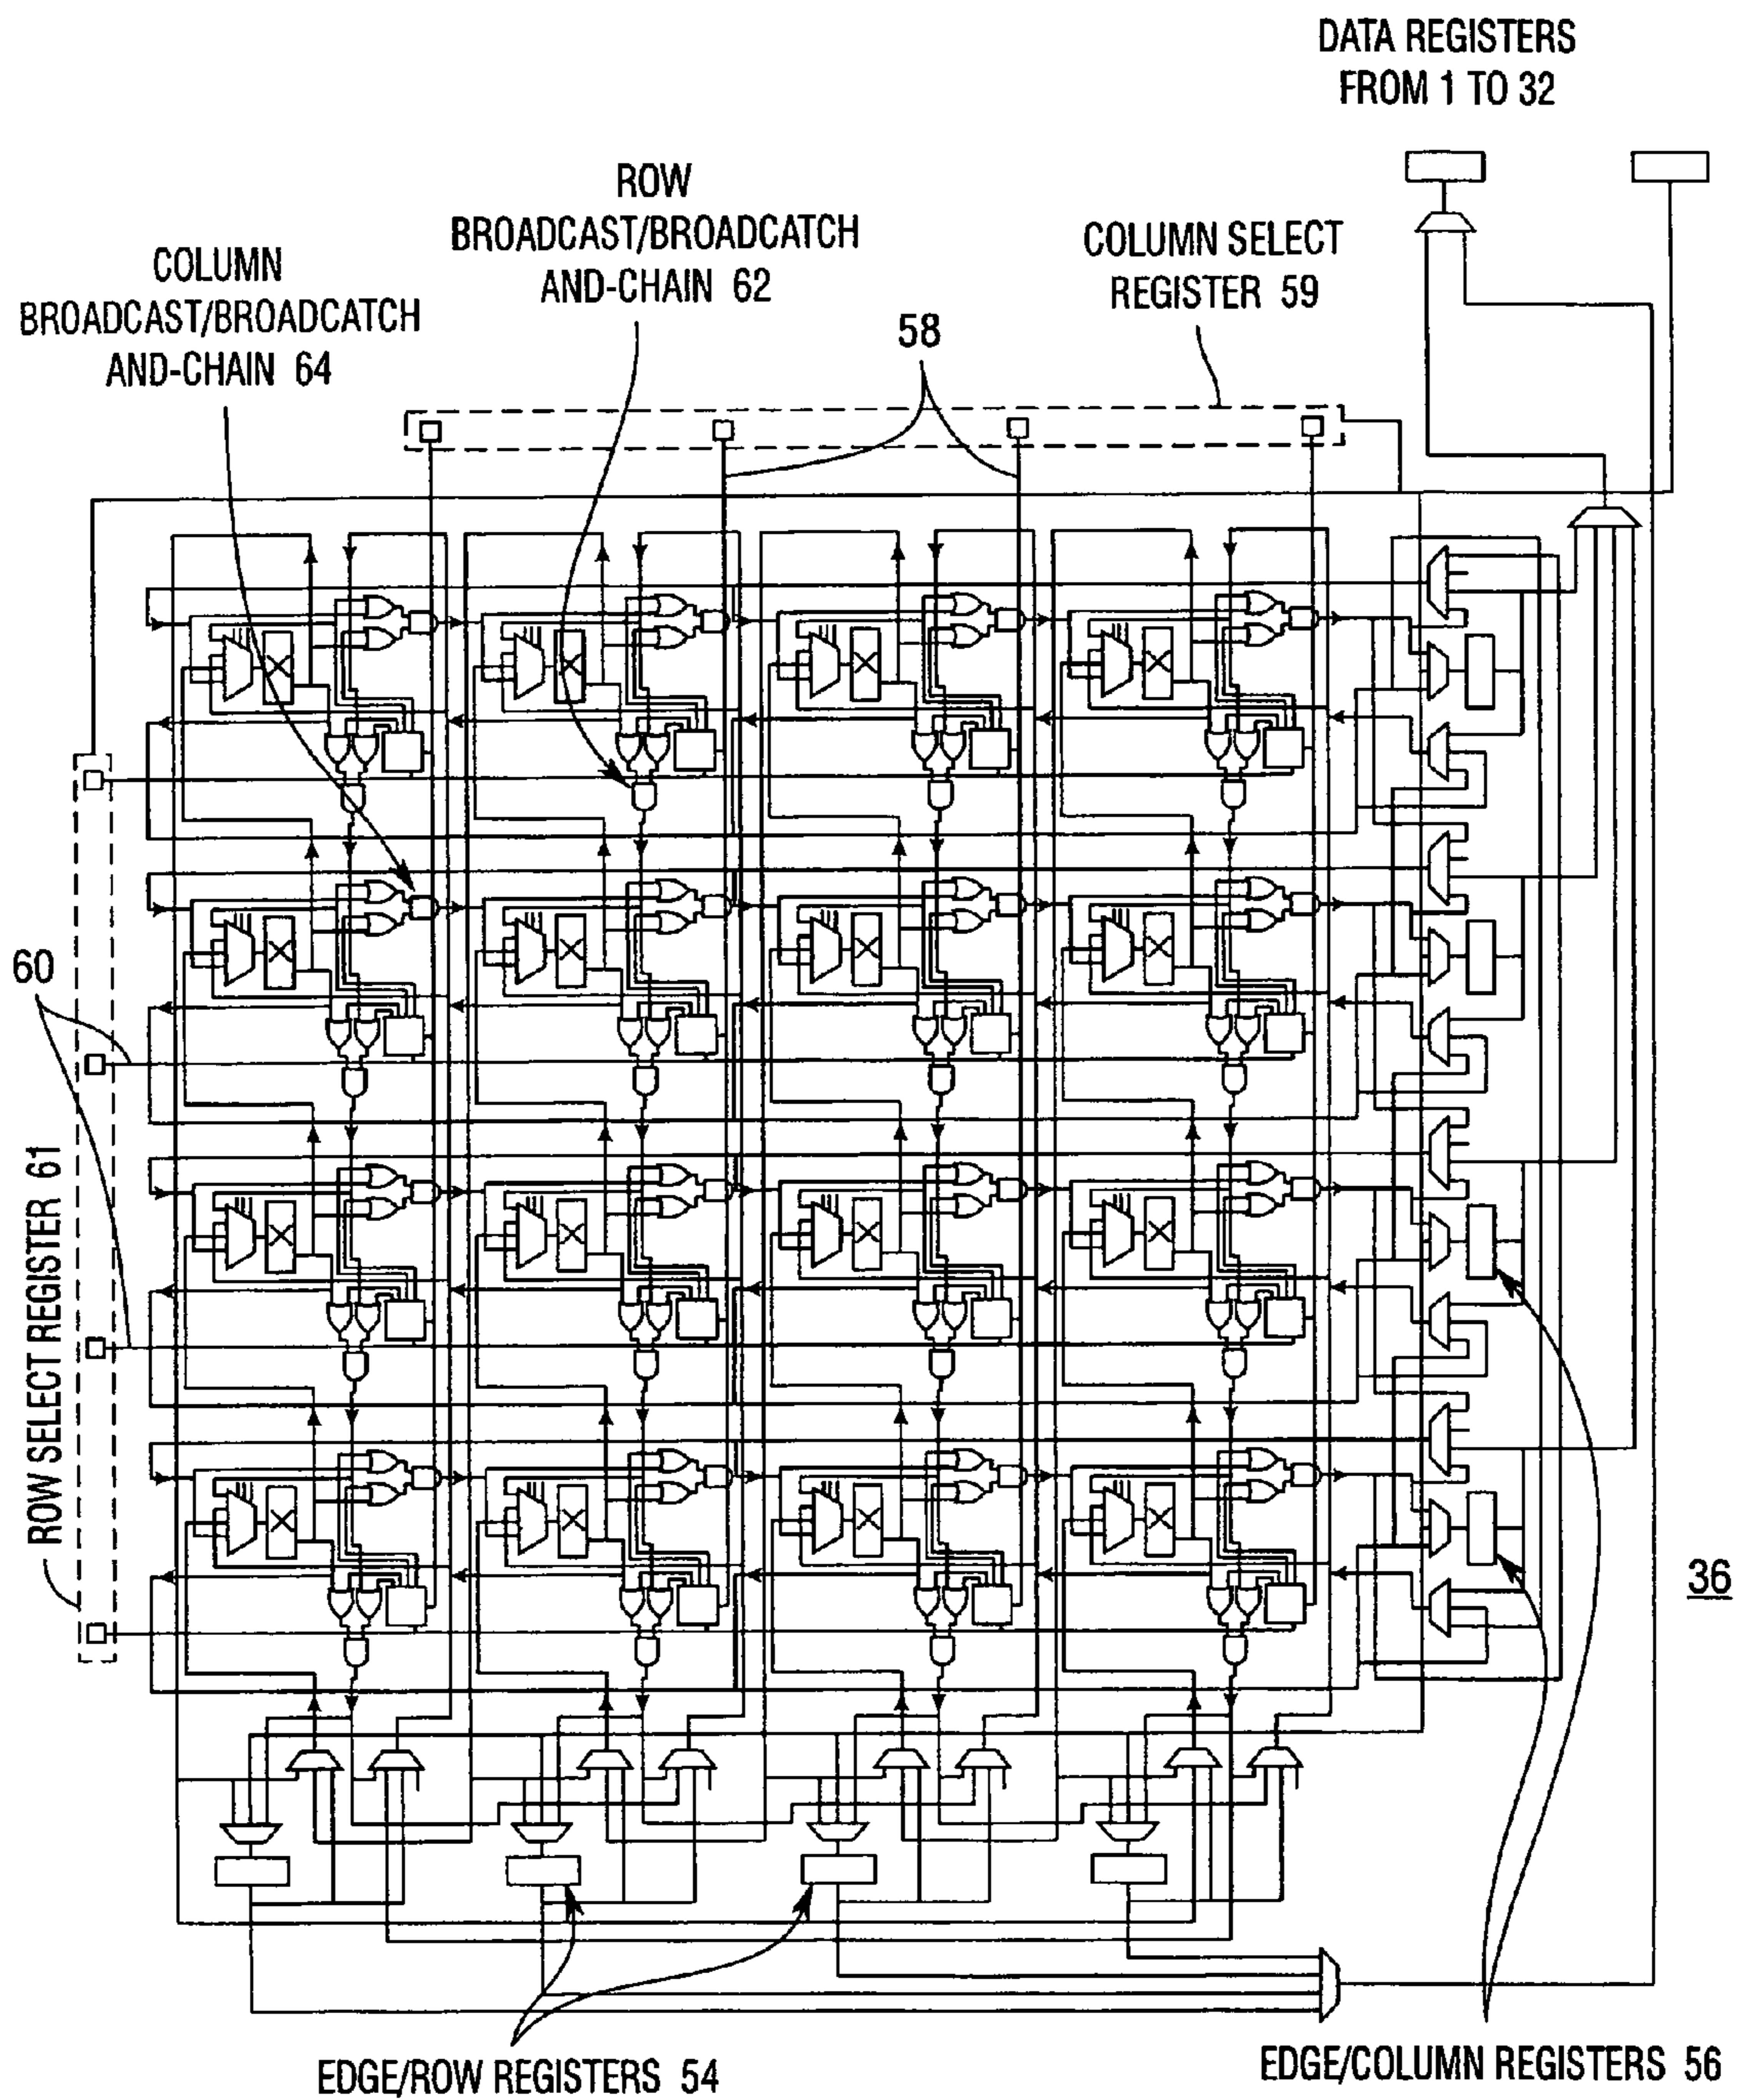 DATA REGISTERS
FROM 1 TO 32
ROW
BROADCAST/BROADCATCH
AND-CHAIN 62
COLUMN SELECT
REGISTER 59
COLUMN
BROADCAST/BROADCATCH
AND-CHAIN 64
58
60
ROW SELECT REGISTER 61
36
EDGE/ROW REGISTERS 54
EDGE/COLUMN REGISTERS 56